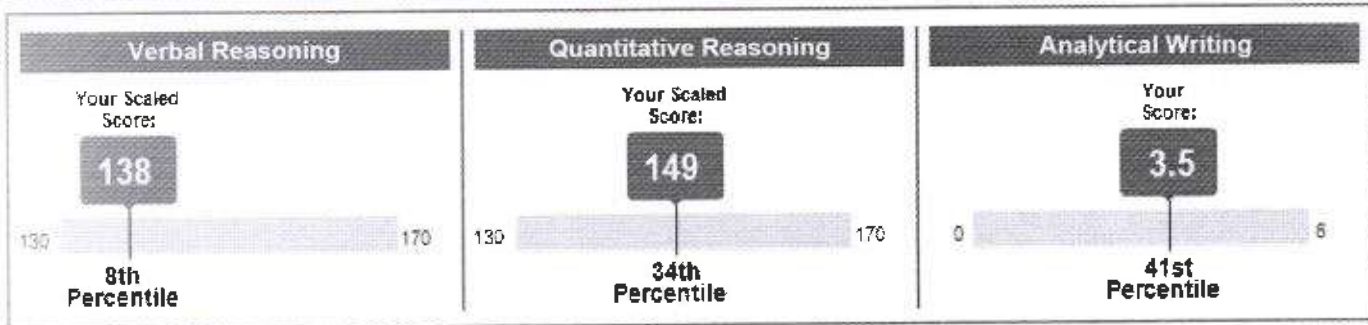 Verbal Reasoning
Your Scaled
Score:
138
130
170
8th
Percentile
Quantitative Reasoning
Your Scaled
Score:
149
130
170
34th
Percentile
Analytical Writing
Your
Score:
3.5
0
6
41st
Percentile